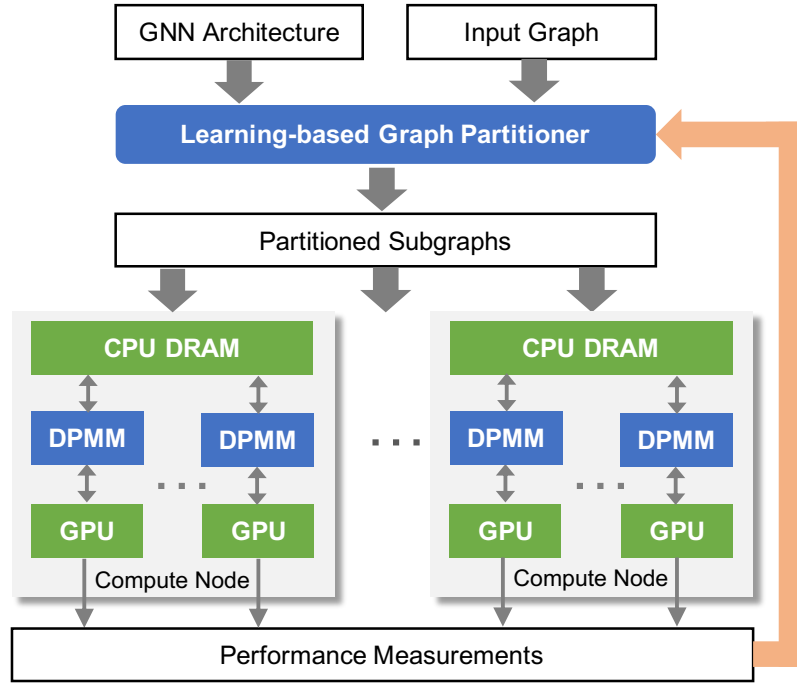 GNN Architecture
Input Graph
Learning-based Graph Partitioner
Partitioned Subgraphs
CPU DRAM
CPU DRAM
DPMM
DPMM
. . .
DPMM
DPMM
. . .
. . .
GPU
GPU
GPU
GPU
Compute Node
Compute Node
Performance Measurements